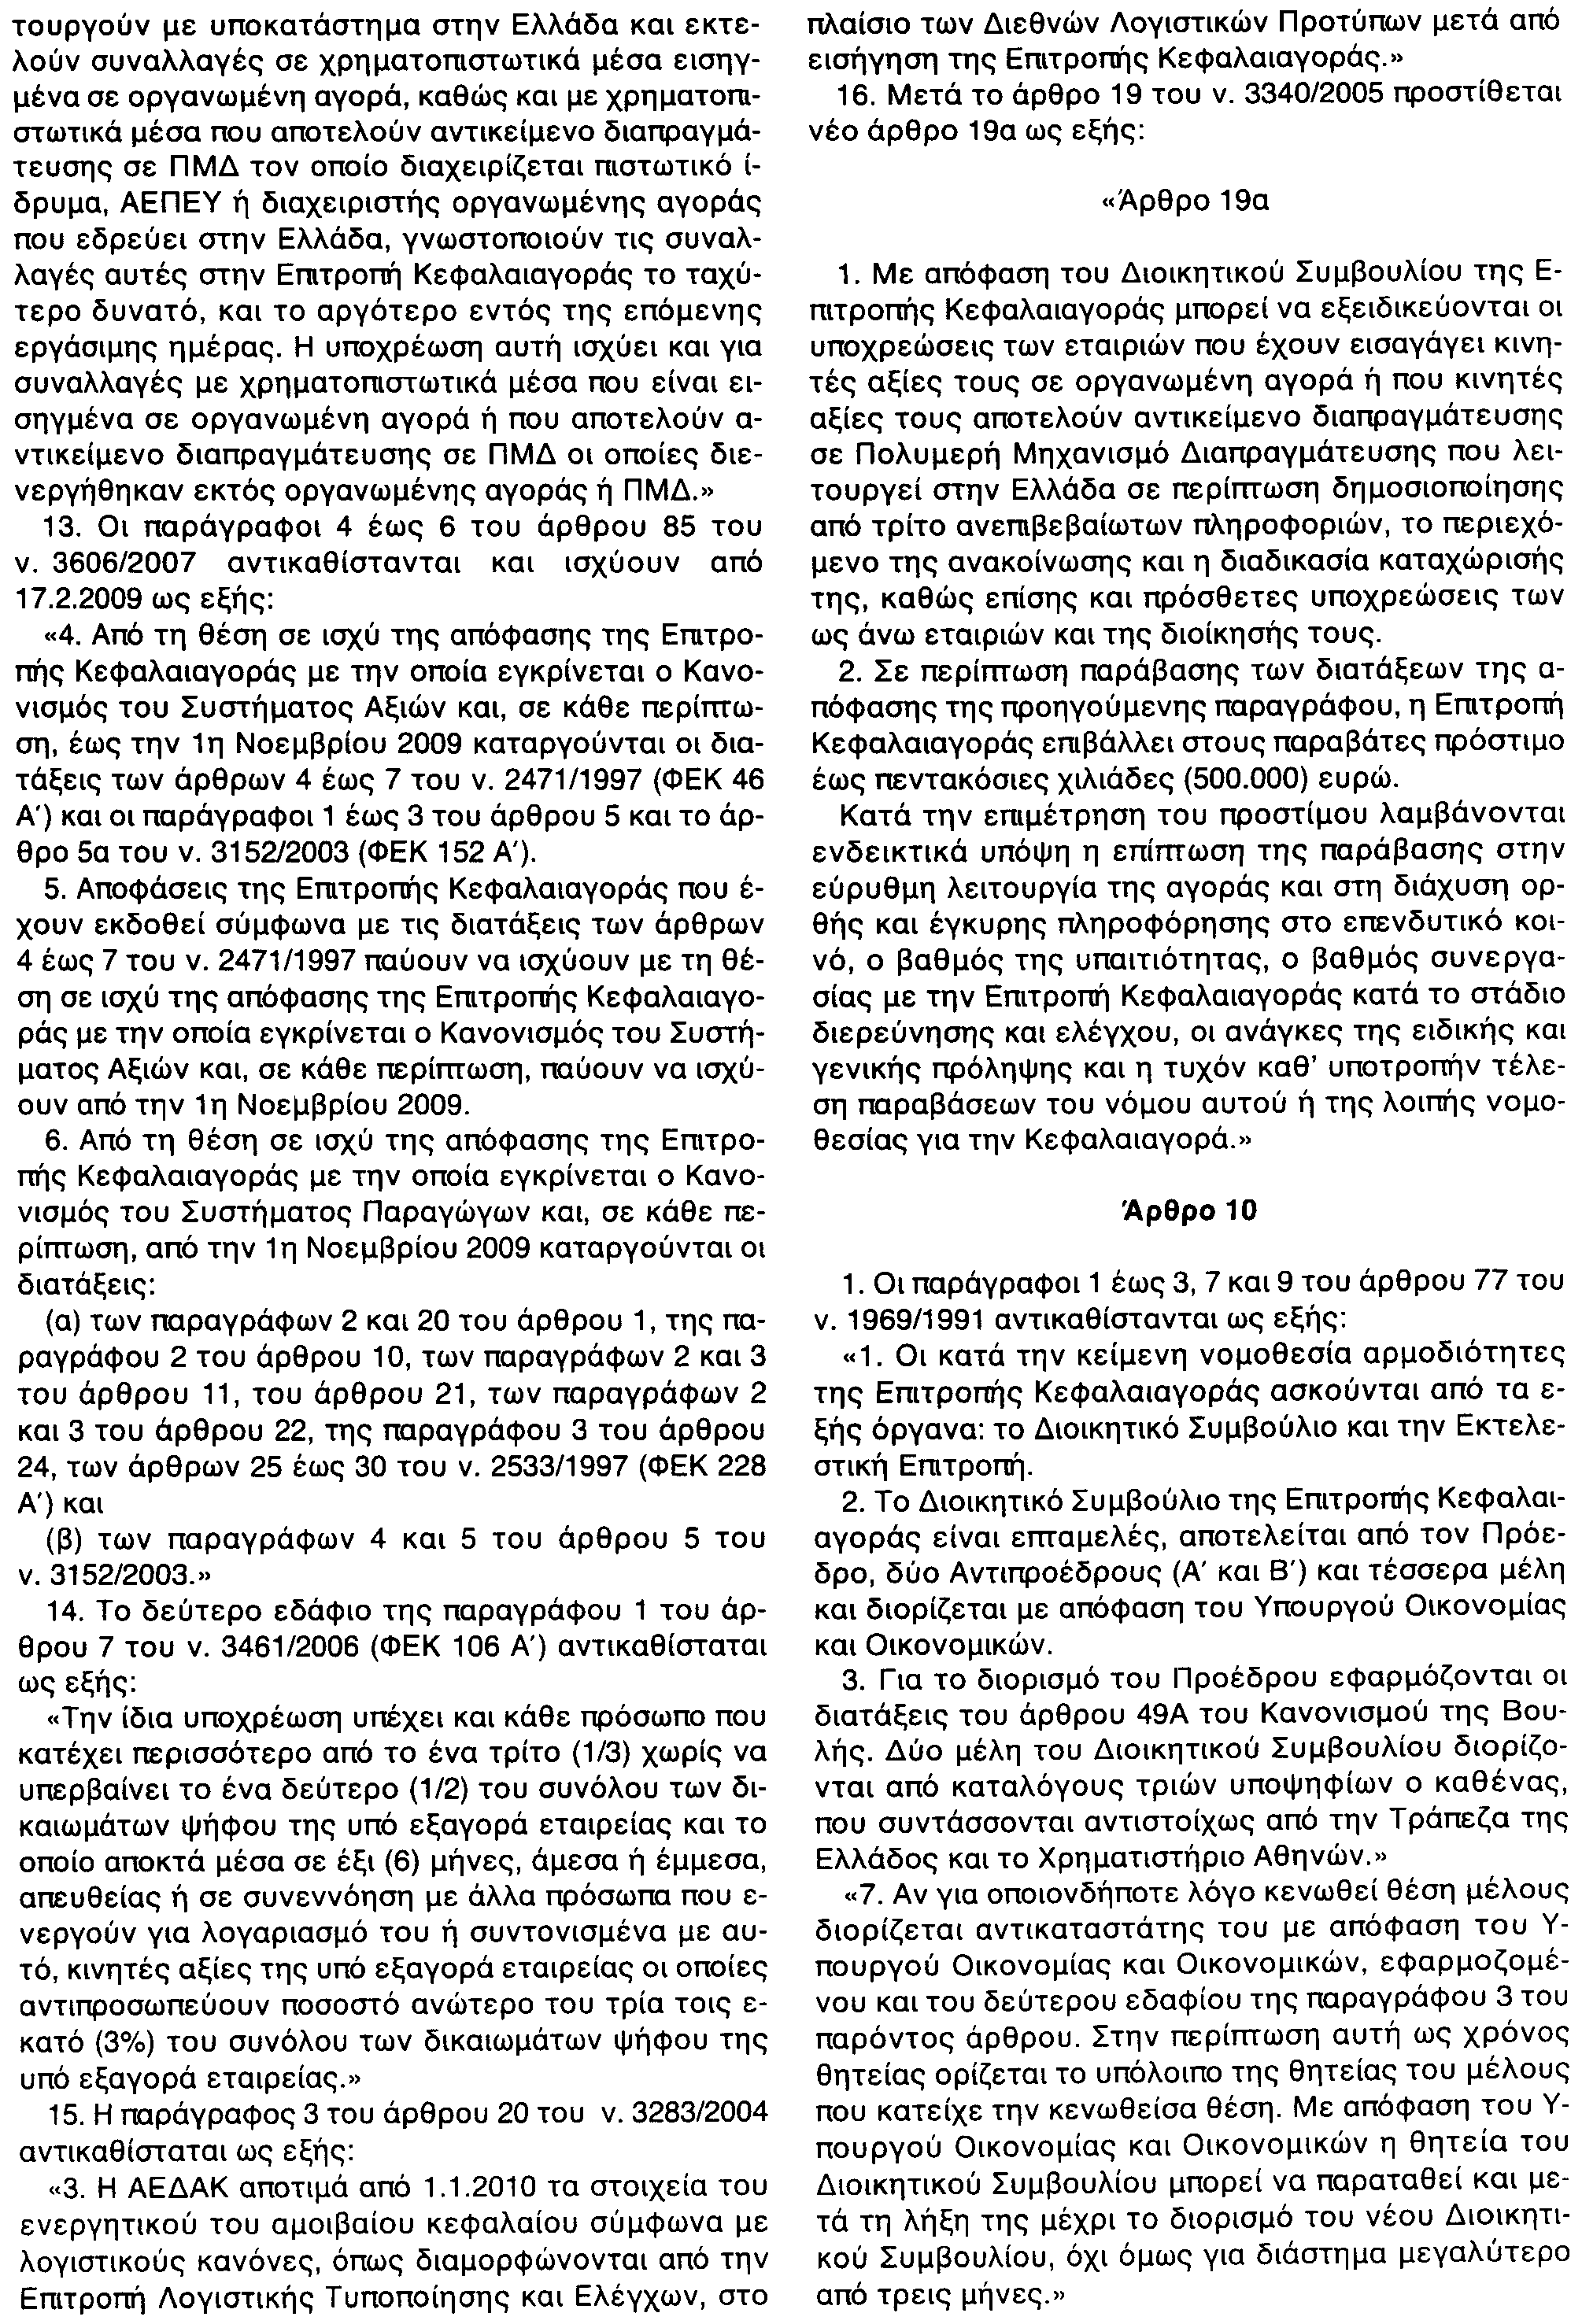 τουργούν με υποκατάστημα στην Ελλάδα και εκτε-
λούν συναλλαγές σε χρηματοπιστωτικά μέσα εισηγ-
μένα σε οργανωμένη αγορά, καθώς και με χρηματοπι-
στωτικά μέσα που αποτελούν αντικείμενο διαπραγμά-
τευσης σε ΠΜΔ τον οποίο διαχειρίζεται πιστωτικό ί-
δρυμα, ΑΕΠΕΥ ή διαχειριστής οργανωμένης αγοράς
που εδρεύει στην Ελλάδα, γνωστοποιούν τις συναλ-
λαγές αυτές στην Επιτροπή Κεφαλαιαγοράς το ταχύ-
τερο δυνατό, και το αργότερο εντός της επόμενης
εργάσιμης ημέρας. Η υποχρέωση αυτή ισχύει και για
συναλλαγές με χρηματοπιστωτικά μέσα που είναι ει-
σηγμένα σε οργανωμένη αγορά ή που αποτελούν α-
ντικείμενο διαπραγμάτευσης σε ΠΜΔ οι οποίες διε-
νεργήθηκαν εκτός οργανωμένης αγοράς ή ΠΜΔ.»
13. Οι παράγραφοι 4 έως 6 του άρθρου 85 του
ν. 3606/2007 αντικαθίστανται και ισχύουν από
17.2.2009 ως εξής:
«4. Από τη θέση σε ισχύ της απόφασης της Επιτρο-
πής Κεφαλαιαγοράς με την οποία εγκρίνεται ο Κανο-
νισμός του Συστήματος Αξιών και, σε κάθε περίπτω-
ση, έως την 1η Νοεμβρίου 2009 καταργούνται οι δια-
τάξεις των άρθρων 4 έως 7 του ν. 2471/1997 (ΦΕΚ 46
Α') και οι παράγραφοι 1 έως 3 του άρθρου 5 και το άρ-
θρο 5α του ν. 3152/2003 (ΦΕΚ 152 Α').
5. Αποφάσεις της Επιτροπής Κεφαλαιαγοράς που έ-
χουν εκδοθεί σύμφωνα με τις διατάξεις των άρθρων
4 έως 7 του ν. 2471/1997 παύουν να ισχύουν με τη θέ-
ση σε ισχύ της απόφασης της Επιτροπής Κεφαλαιαγο-
ράς με την οποία εγκρίνεται ο Κανονισμός του Συστή-
ματος Αξιών και, σε κάθε περίπτωση, παύουν να ισχύ-
ουν από την 1η Νοεμβρίου 2009.
6. Από τη θέση σε ισχύ της απόφασης της Επιτρο-
πής Κεφαλαιαγοράς με την οποία εγκρίνεται ο Κανο-
νισμός του Συστήματος Παραγώγων και, σε κάθε πε-
ρίπτωση, από την 1η Νοεμβρίου 2009 καταργούνται οι
διατάξεις:
(α) των παραγράφων 2 και 20 του άρθρου 1, της πα-
ραγράφου 2 του άρθρου 10, των παραγράφων 2 και 3
του άρθρου 11, του άρθρου 21, των παραγράφων 2
και 3 του άρθρου 22, της παραγράφου 3 του άρθρου
24, των άρθρων 25 έως 30 του ν. 2533/1997 (ΦΕΚ 228
Α') και
(β) των παραγράφων 4 και 5 του άρθρου 5 του
ν. 3152/2003.»
14. Το δεύτερο εδάφιο της παραγράφου 1 του άρ-
θρου 7 του ν. 3461/2006 (ΦΕΚ 106 Α') αντικαθίσταται
ως εξής:
«Την ίδια υποχρέωση υπέχει και κάθε πρόσωπο που
κατέχει περισσότερο από το ένα τρίτο (1/3) χωρίς να
υπερβαίνει το ένα δεύτερο (1/2) του συνόλου των δι-
καιωμάτων ψήφου της υπό εξαγορά εταιρείας και το
οποίο αποκτά μέσα σε έξι (6) μήνες, άμεσα ή έμμεσα,
απευθείας ή σε συνεννόηση με άλλα πρόσωπα που ε-
νεργούν για λογαριασμό του ή συντονισμένα με αυ-
τό, κινητές αξίες της υπό εξαγορά εταιρείας οι οποίες
αντιπροσωπεύουν ποσοστό ανώτερο του τρία τοις ε-
κατό (3%) του συνόλου των δικαιωμάτων ψήφου της
υπό εξαγορά εταιρείας.»
15. Η παράγραφος 3 του άρθρου 20 του ν. 3283/2004
αντικαθίσταται ως εξής:
«3. Η ΑΕΔΑΚ αποτιμά από 1.1.2010 τα στοιχεία του
ενεργητικού του αμοιβαίου κεφαλαίου σύμφωνα με
λογιστικούς κανόνες, όπως διαμορφώνονται από την
Επιτροπή Λογιστικής Τυποποίησης και Ελέγχων, στο
πλαίσιο των Διεθνών Λογιστικών Προτύπων μετά από
εισήγηση της Επιτροπής Κεφαλαιαγοράς.»
16. Μετά το άρθρο 19 του ν. 3340/2005 προστίθεται
νέο άρθρο 19α ως εξής:
«Άρθρο 19α
1. Με απόφαση του Διοικητικού Συμβουλίου της Ε-
πιτροπής Κεφαλαιαγοράς μπορεί να εξειδικεύονται οι
υποχρεώσεις των εταιριών που έχουν εισαγάγει κινη-
τές αξίες τους σε οργανωμένη αγορά ή που κινητές
αξίες τους αποτελούν αντικείμενο διαπραγμάτευσης
σε Πολυμερή Μηχανισμό Διαπραγμάτευσης που λει-
τουργεί στην Ελλάδα σε περίπτωση δημοσιοποίησης
από τρίτο ανεπιβεβαίωτων πληροφοριών, το περιεχό-
μενο της ανακοίνωσης και η διαδικασία καταχώρισής
της, καθώς επίσης και πρόσθετες υποχρεώσεις των
ως άνω εταιριών και της διοίκησής τους.
2. Σε περίπτωση παράβασης των διατάξεων της α-
πόφασης της προηγούμενης παραγράφου, η Επιτροπή
Κεφαλαιαγοράς επιβάλλει στους παραβάτες πρόστιμο
έως πεντακόσιες χιλιάδες (500.000) ευρώ.
Κατά την επιμέτρηση του προστίμου λαμβάνονται
ενδεικτικά υπόψη η επίπτωση της παράβασης στην
εύρυθμη λειτουργία της αγοράς και στη διάχυση ορ-
θής και έγκυρης πληροφόρησης στο επενδυτικό κοι-
νό, ο βαθμός της υπαιτιότητας, ο βαθμός συνεργα-
σίας με την Επιτροπή Κεφαλαιαγοράς κατά το στάδιο
διερεύνησης και ελέγχου, οι ανάγκες της ειδικής και
γενικής πρόληψης και η τυχόν καθ' υποτροπήν τέλε-
ση παραβάσεων του νόμου αυτού ή της λοιπής νομο-
θεσίας για την Κεφαλαιαγορά.»
Άρθρο 10
1. Οι παράγραφοι 1 έως 3, 7 και 9 του άρθρου 77 του
ν. 1969/1991 αντικαθίστανται ως εξής:
«1. Οι κατά την κείμενη νομοθεσία αρμοδιότητες
της Επιτροπής Κεφαλαιαγοράς ασκούνται από τα ε-
ξής όργανα: το Διοικητικό Συμβούλιο και την Εκτελε-
στική Επιτροπή.
2. Το Διοικητικό Συμβούλιο της Επιτροπής Κεφαλαι-
αγοράς είναι επταμελές, αποτελείται από τον Πρόε-
δρο, δύο Αντιπροέδρους (Α' και Β') και τέσσερα μέλη
και διορίζεται με απόφαση του Υπουργού Οικονομίας
και Οικονομικών.
3. Για το διορισμό του Προέδρου εφαρμόζονται οι
διατάξεις του άρθρου 49Α του Κανονισμού της Βου-
λής. Δύο μέλη του Διοικητικού Συμβουλίου διορίζο-
νται από καταλόγους τριών υποψηφίων ο καθένας,
που συντάσσονται αντιστοίχως από την Τράπεζα της
Ελλάδος και το Χρηματιστήριο Αθηνών.»
«7. Αν για οποιονδήποτε λόγο κενωθεί θέση μέλους
διορίζεται αντικαταστάτης του με απόφαση του Υ-
πουργού Οικονομίας και Οικονομικών, εφαρμοζομέ-
νου και του δεύτερου εδαφίου της παραγράφου 3 του
παρόντος άρθρου. Στην περίπτωση αυτή ως χρόνος
θητείας ορίζεται το υπόλοιπο της θητείας του μέλους
που κατείχε την κενωθείσα θέση. Με απόφαση του Υ-
πουργού Οικονομίας και Οικονομικών η θητεία του
Διοικητικού Συμβουλίου μπορεί να παραταθεί και με-
τά τη λήξη της μέχρι το διορισμό του νέου Διοικητι-
κού Συμβουλίου, όχι όμως για διάστημα μεγαλύτερο
από τρεις μήνες.»